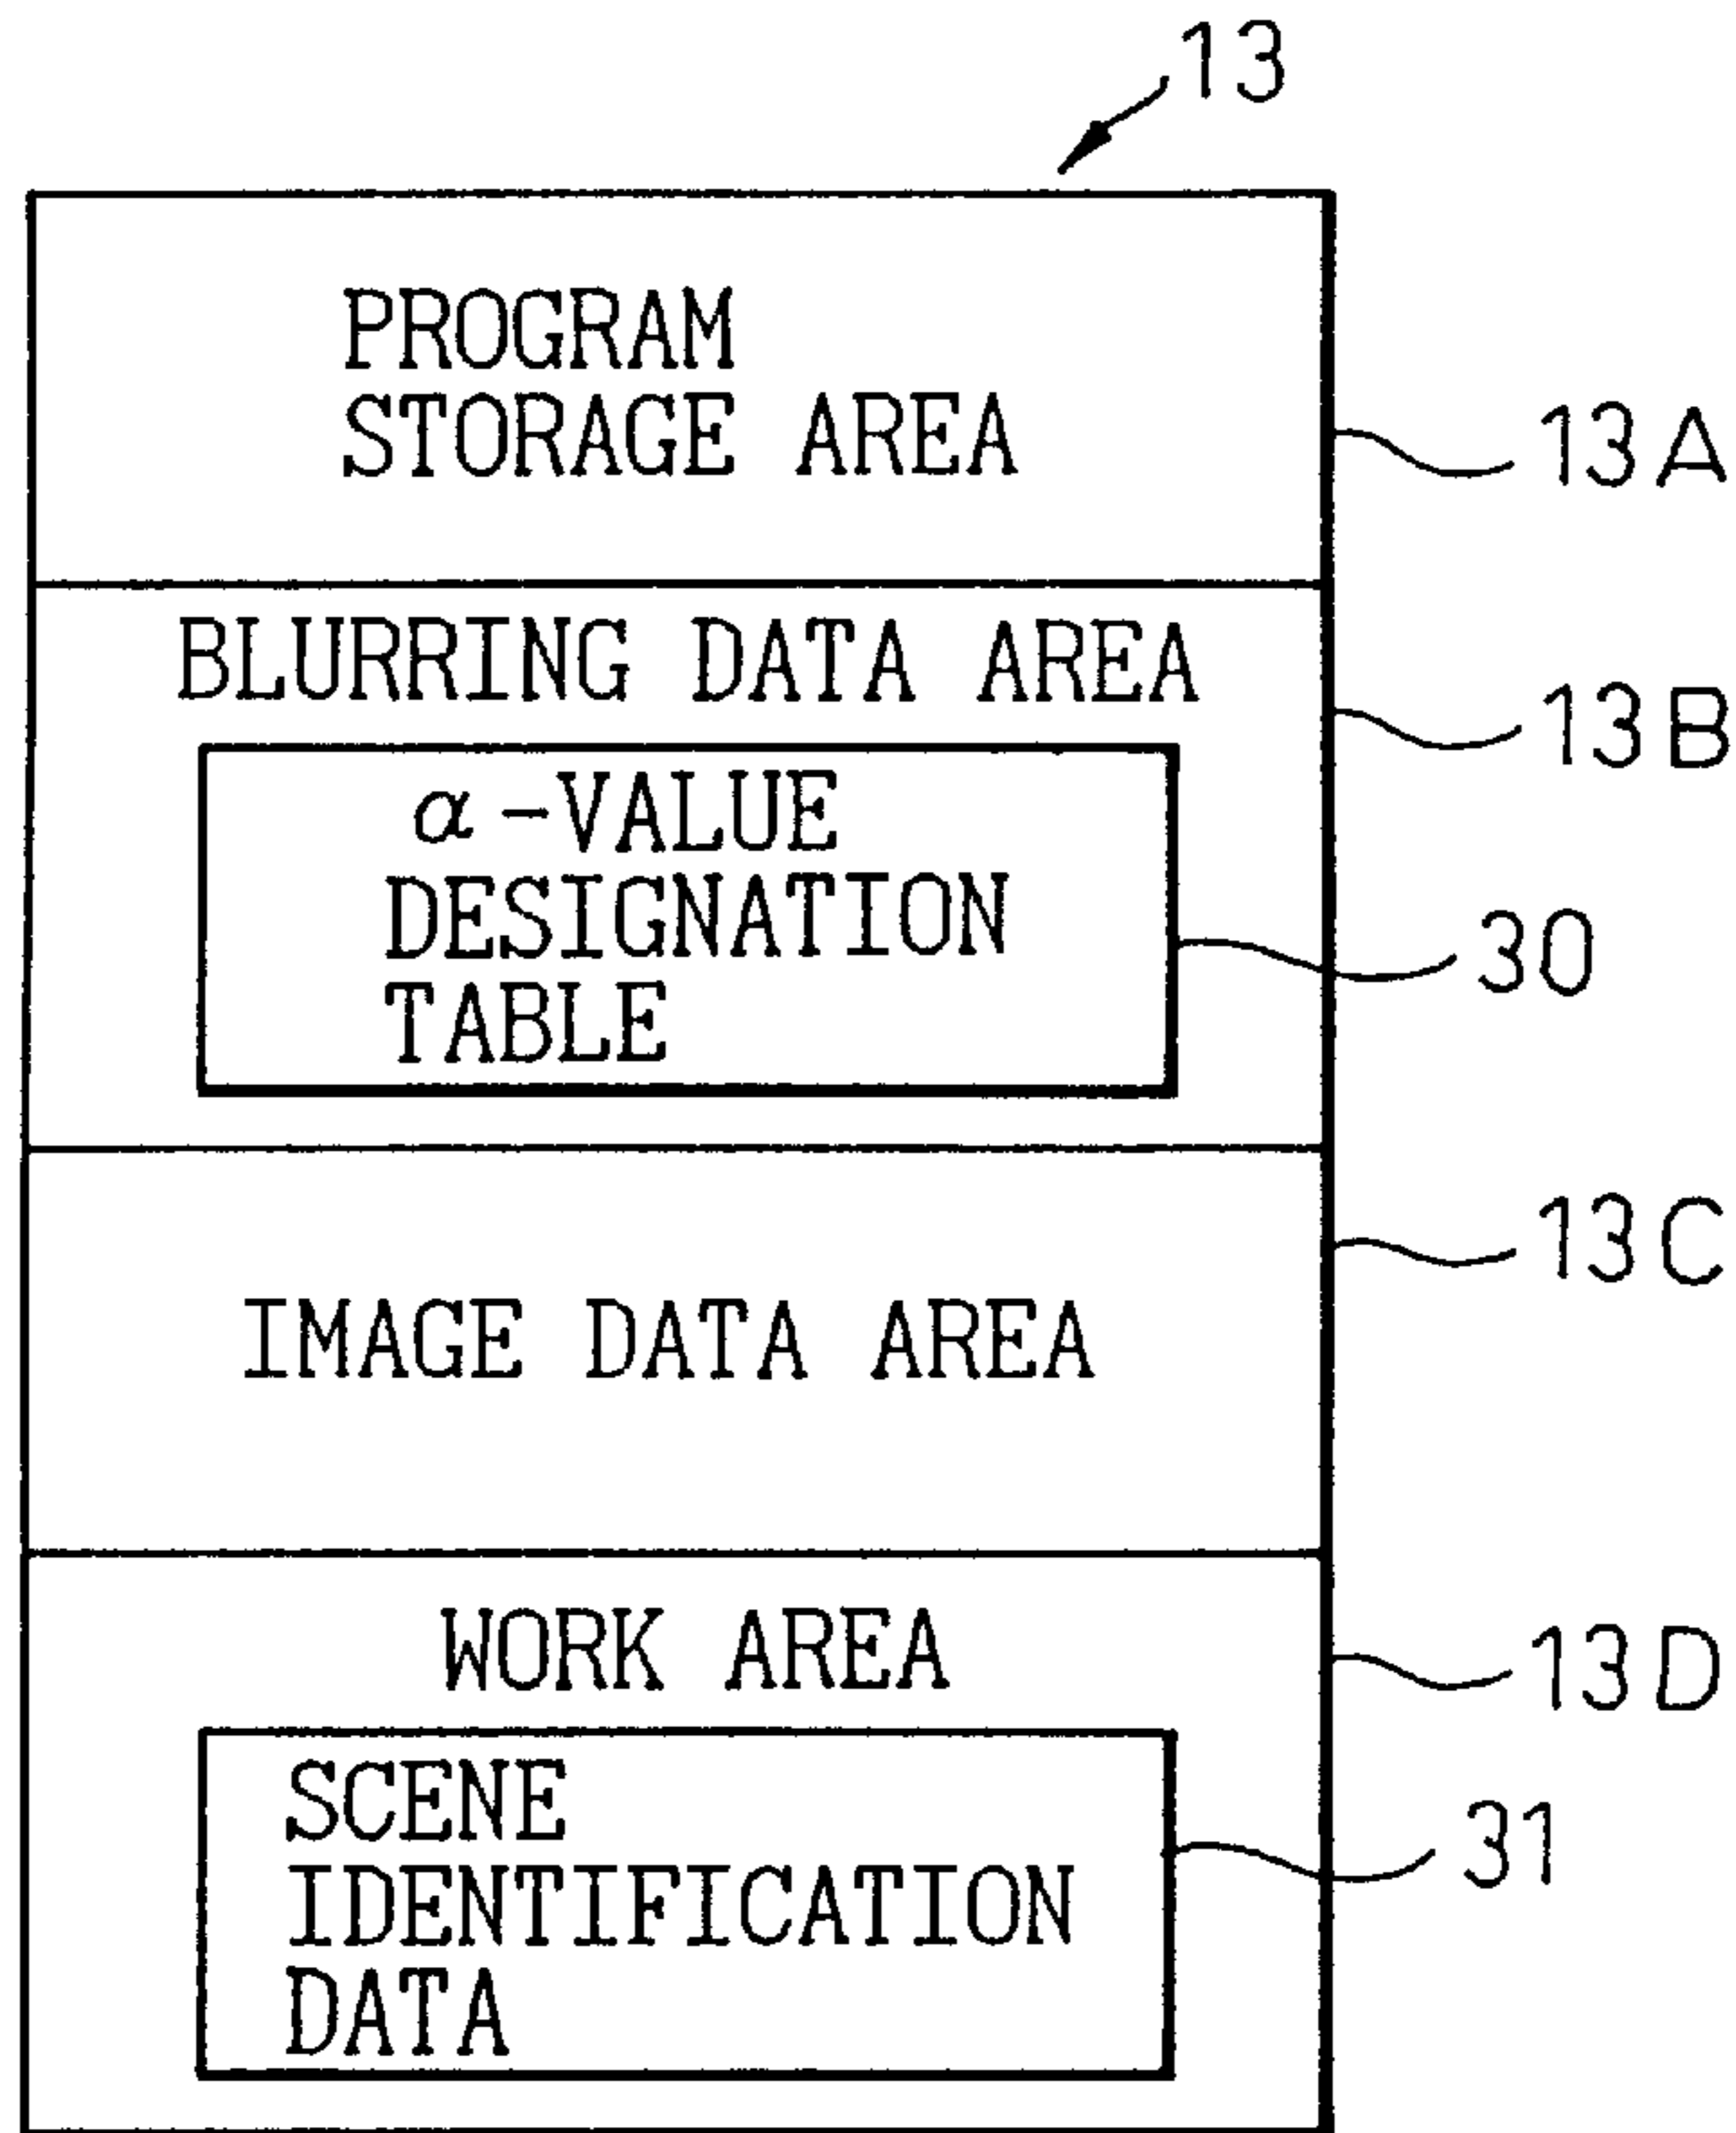 13
PROGRAM
STORAGE AREA
13A
BLURRING DATA AREA
13B
α-VALUE
DESIGNATION
TABLE
30
IMAGE DATA AREA
13C
WORK AREA
13D
SCENE
IDENTIFICATION
DATA
31